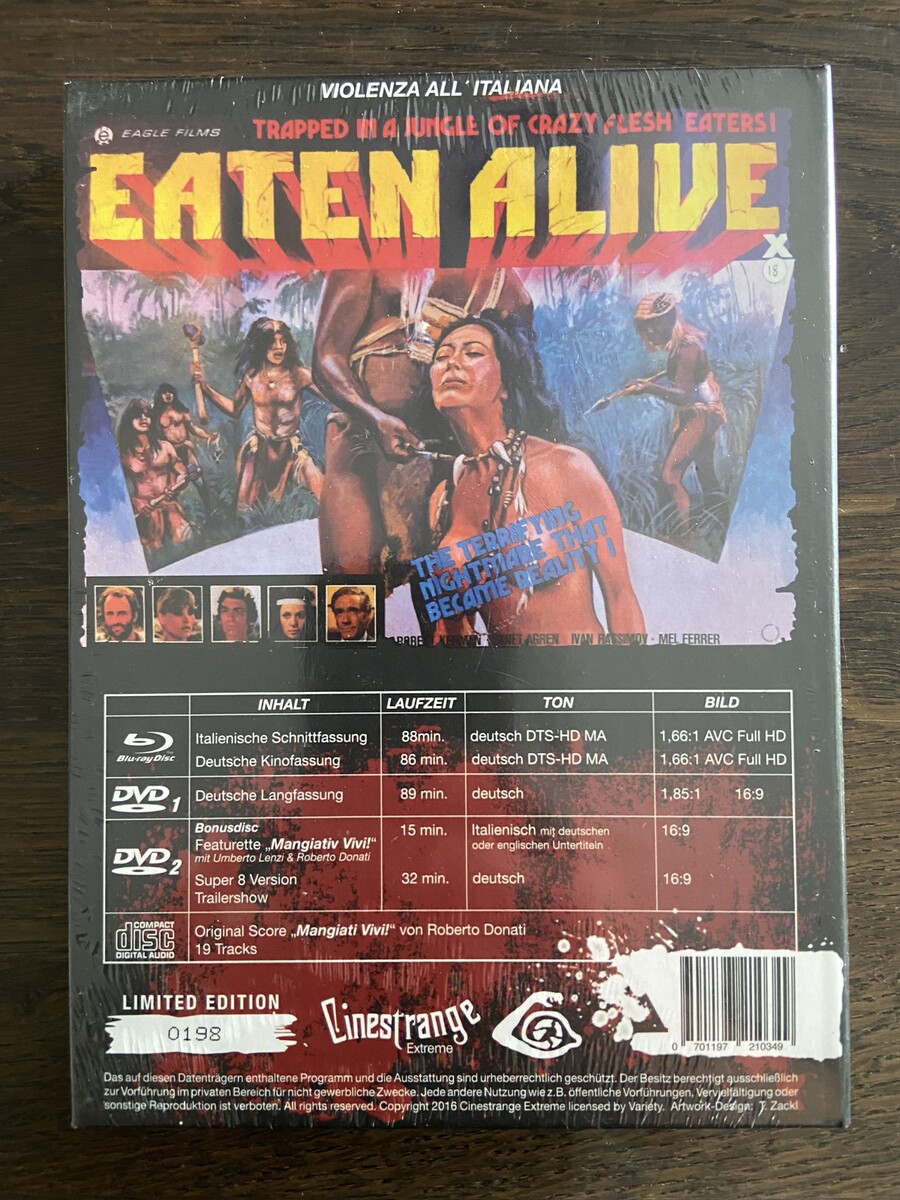 VIOLENZA ALL' ITALIANA
EAGLE FILMS
TRAPPED IN A JUNGLE OF CRAZY FLESH EATERS!
EATEN ALIVE
X
18
THE TERRIFYING
NIGHTMARE THAT
BECAME REALITY!
ROBERT KERMAN JANET AGREN IVAN RASSIMOV · MEL FERRER
INHALT LAUFZEIT TON BILD
Blu-ray Disc
Italienische Schnittfassung 88min. deutsch DTS-HD MA 1,66:1 AVC Full HD
Deutsche Kinofassung 86 min. deutsch DTS-HD MA 1,66:1 AVC Full HD
DVD 1 Deutsche Langfassung 89 min. deutsch 1,85:1 16:9
DVD 2
Bonusdisc
Featurette „Mangiativ Vivi!“ 15 min. Italienisch mit deutschen 16:9
mit Umberto Lenzi & Roberto Donati oder englischen Untertiteln
Super 8 Version 32 min. deutsch 16:9
Trailershow
COMPACT
disc
DIGITAL AUDIO
Original Score „Mangiati Vivi!“ von Roberto Donati
19 Tracks
LIMITED EDITION
0198
Cinestrange
Extreme
0 701197 210349
Das auf diesen Datenträgern enthaltene Programm und die Ausstattung sind urheberrechtlich geschützt. Der Besitz berechtigt ausschließlich
zur Vorführung im privaten Bereich für nicht gewerbliche Zwecke. Jede andere Nutzung wie z.B. öffentliche Vorführungen, Vervielfältigung oder
sonstige Reproduktion ist verboten. All rights reserved. Copyright 2016 Cinestrange Extreme licensed by Variety. Artwork-Design: T. Zackl